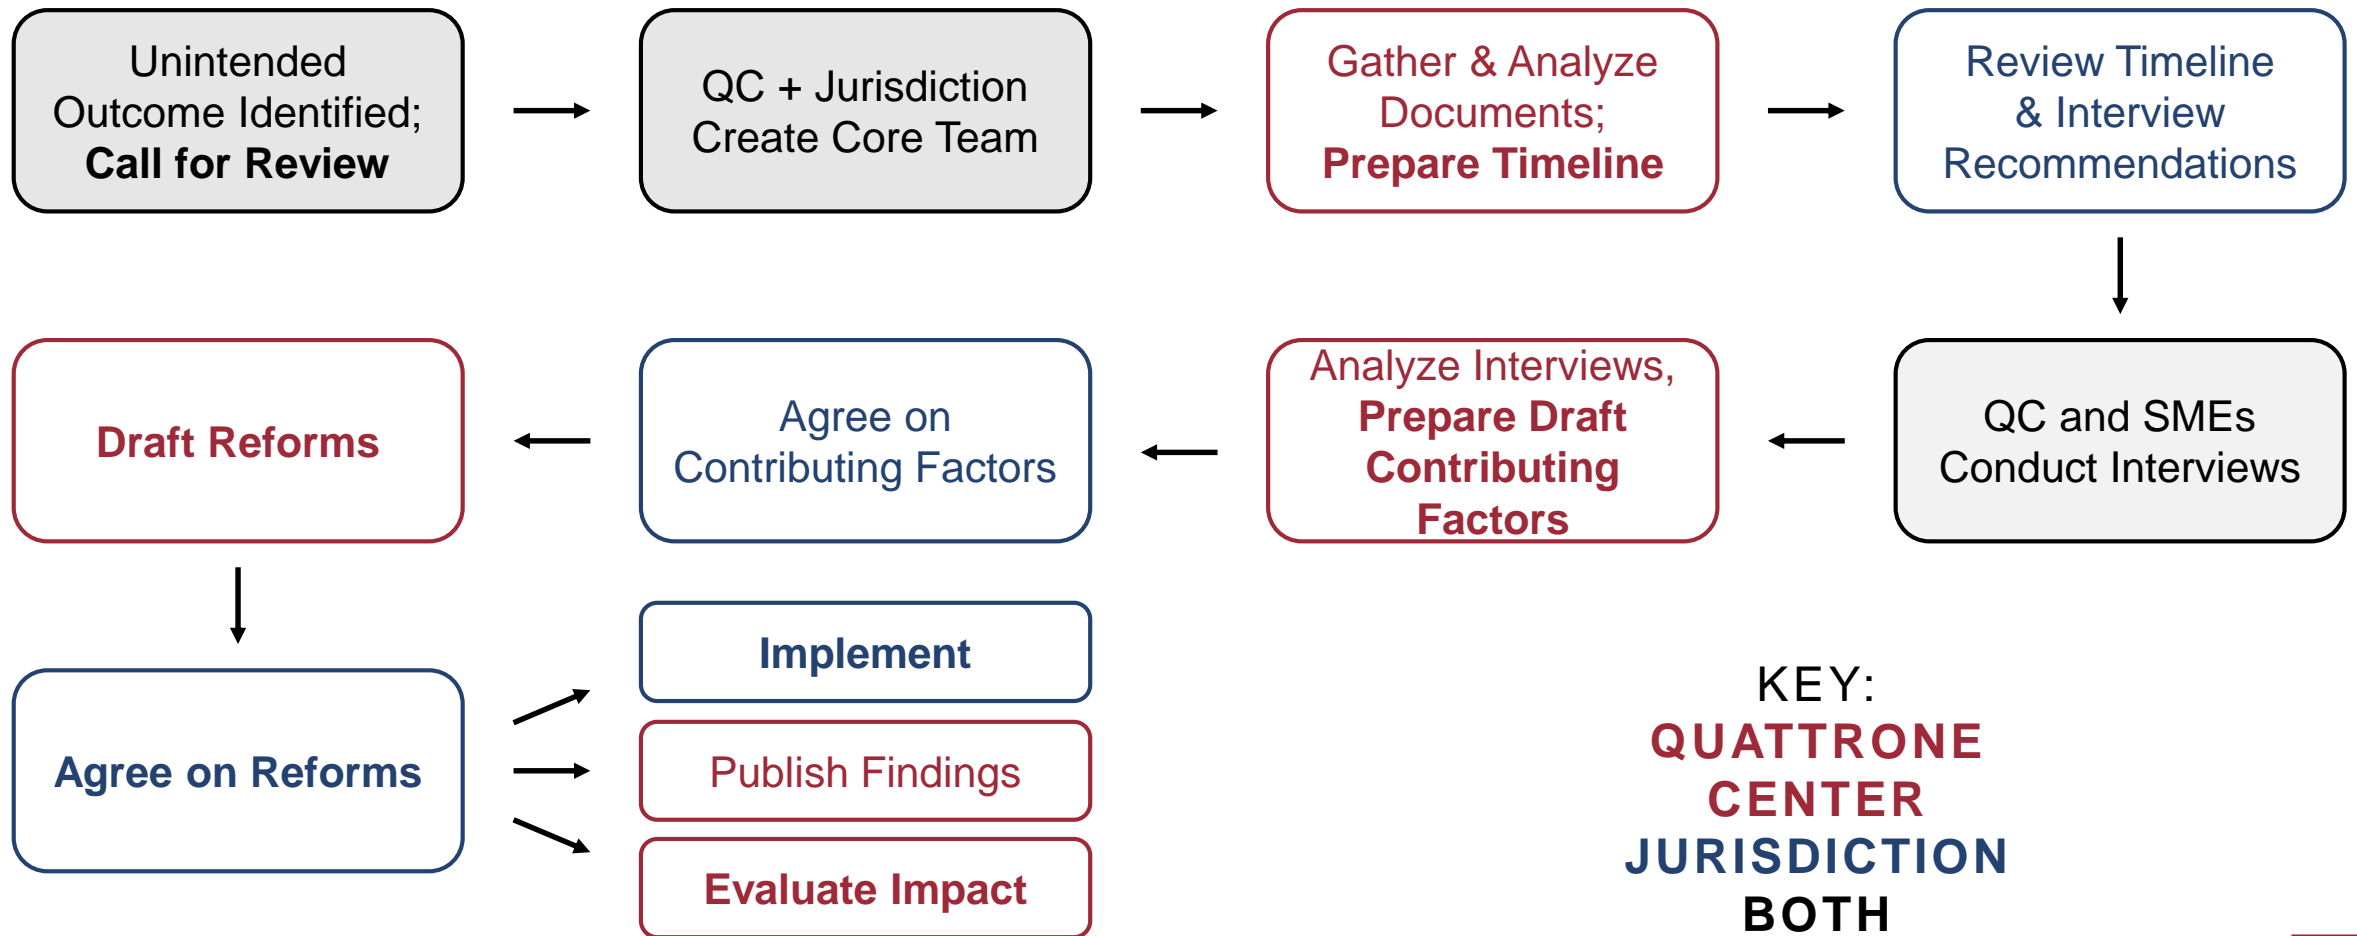 Unintended
Outcome Identified;
Call for Review
QC + Jurisdiction
Create Core Team
Gather & Analyze
Documents;
Prepare Timeline
Review Timeline
& Interview
Recommendations
QC and SMEs
Conduct Interviews
Analyze Interviews,
Prepare Draft
Contributing
Factors
Agree on
Contributing Factors
Draft Reforms
Agree on Reforms
Implement
Publish Findings
Evaluate Impact
KEY:
QUATTRONE
CENTER
JURISDICTION
BOTH